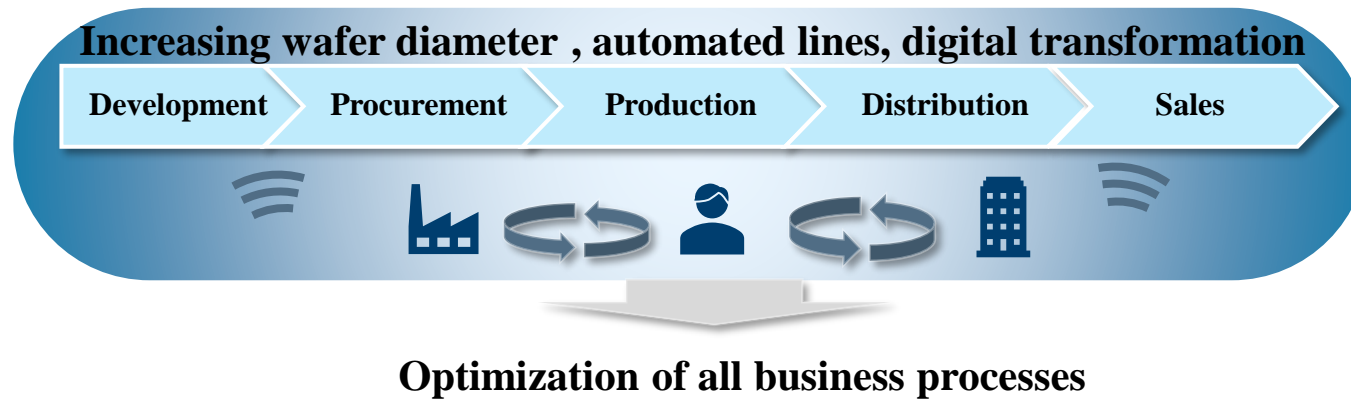 Increasing wafer diameter , automated lines, digital transformation
Development Procurement Production Distribution Sales
Optimization of all business processes